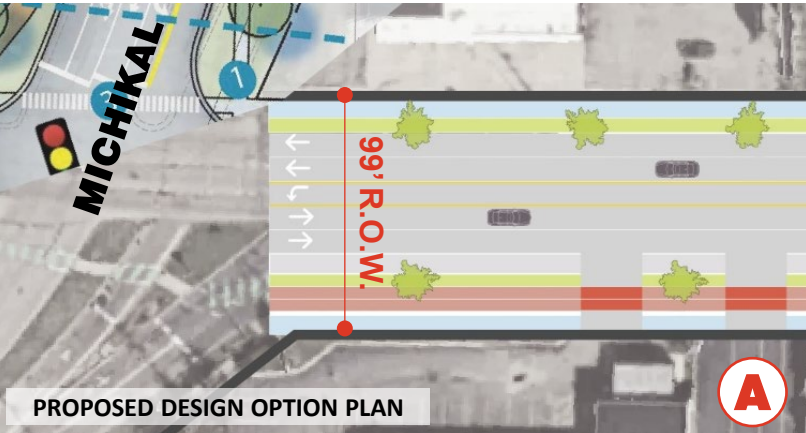 MICHIKAL
1
99' R.O.W.
PROPOSED DESIGN OPTION PLAN
A